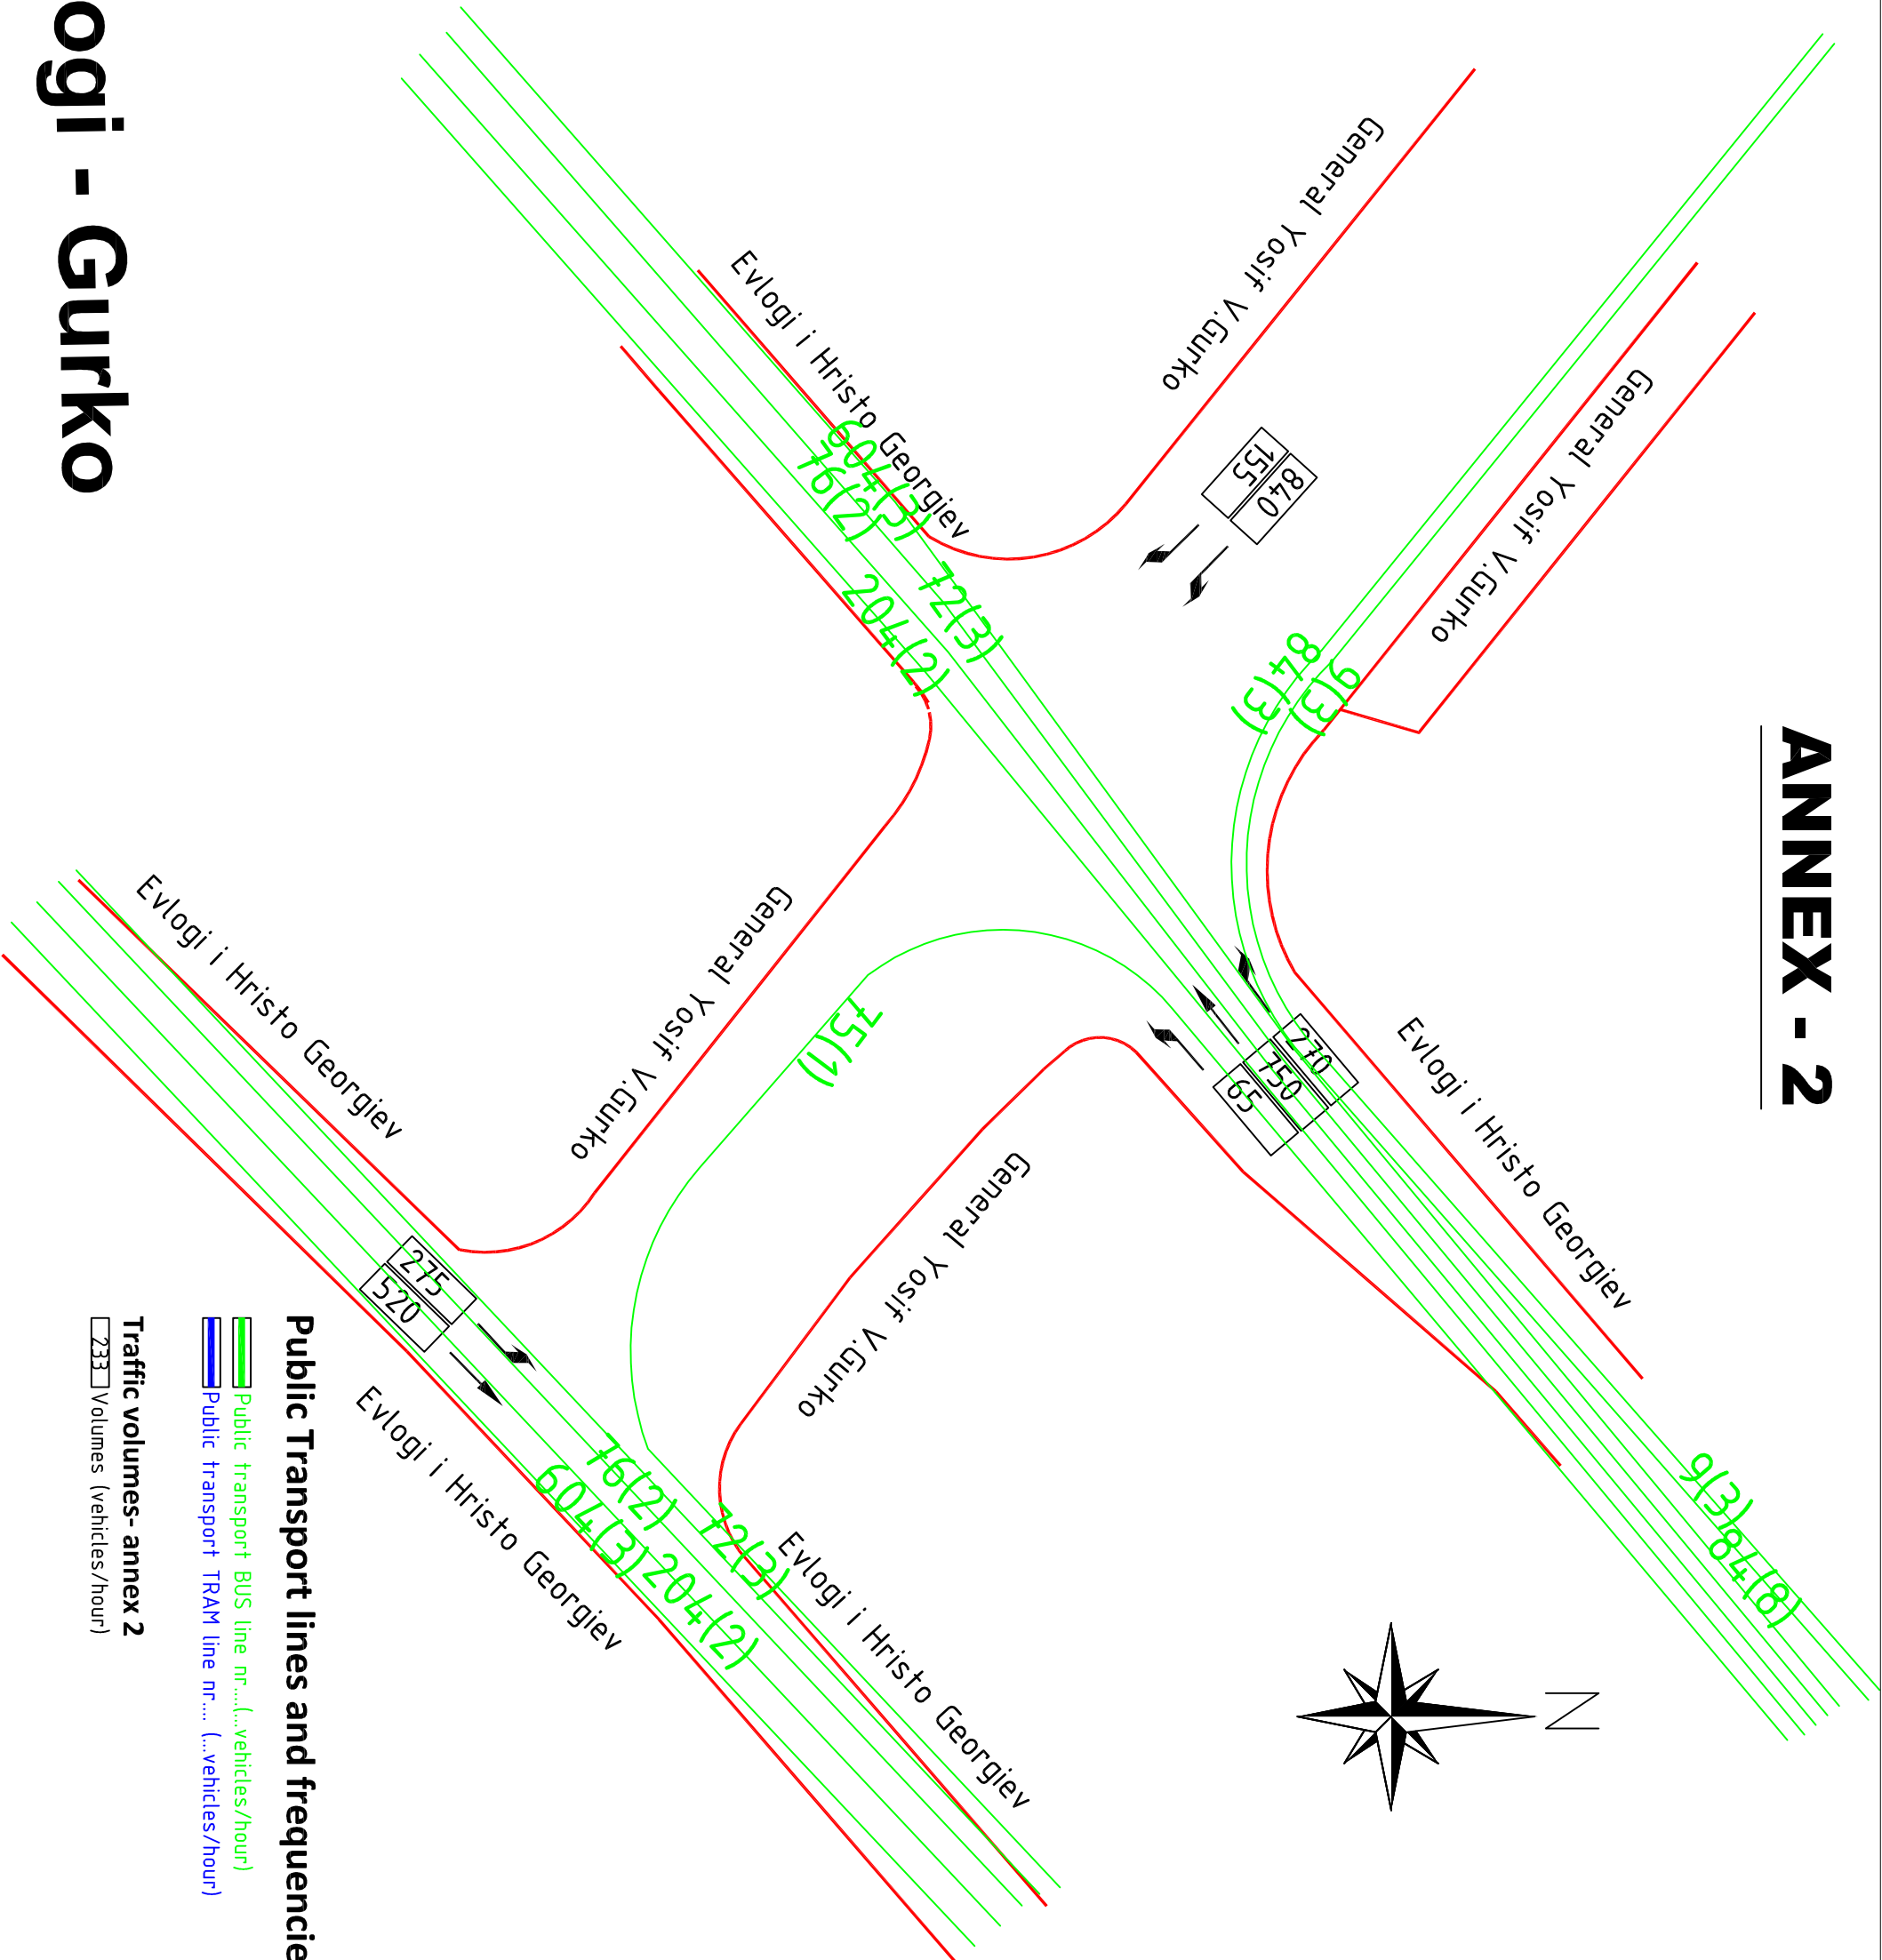 ANNEX - 2
General Yosif V.Gurko
General Yosif V.Gurko
155
840
84(3)
9(3)
Evlogi i Hristo Georgiev
604(3)
76(2)
72(3)
204(2)
270
750
65
Evlogi i Hristo Georgiev
9(3)
84(8)
General Yosif V.Gurko
75(1)
General Yosif V.Gurko
Evlogi i Hristo Georgiev
275
520
Evlogi i Hristo Georgiev
76(2)
72(3)
604(3)
204(2)
Evlogi i Hristo Georgiev
N
ogi - Gurko
Public Transport lines and frequencie
Public transport BUS line nr....(...vehicles/hour)
Public transport TRAM line nr.... (...vehicles/hour)
Traffic volumes- annex 2
233 Volumes (vehicles/hour)